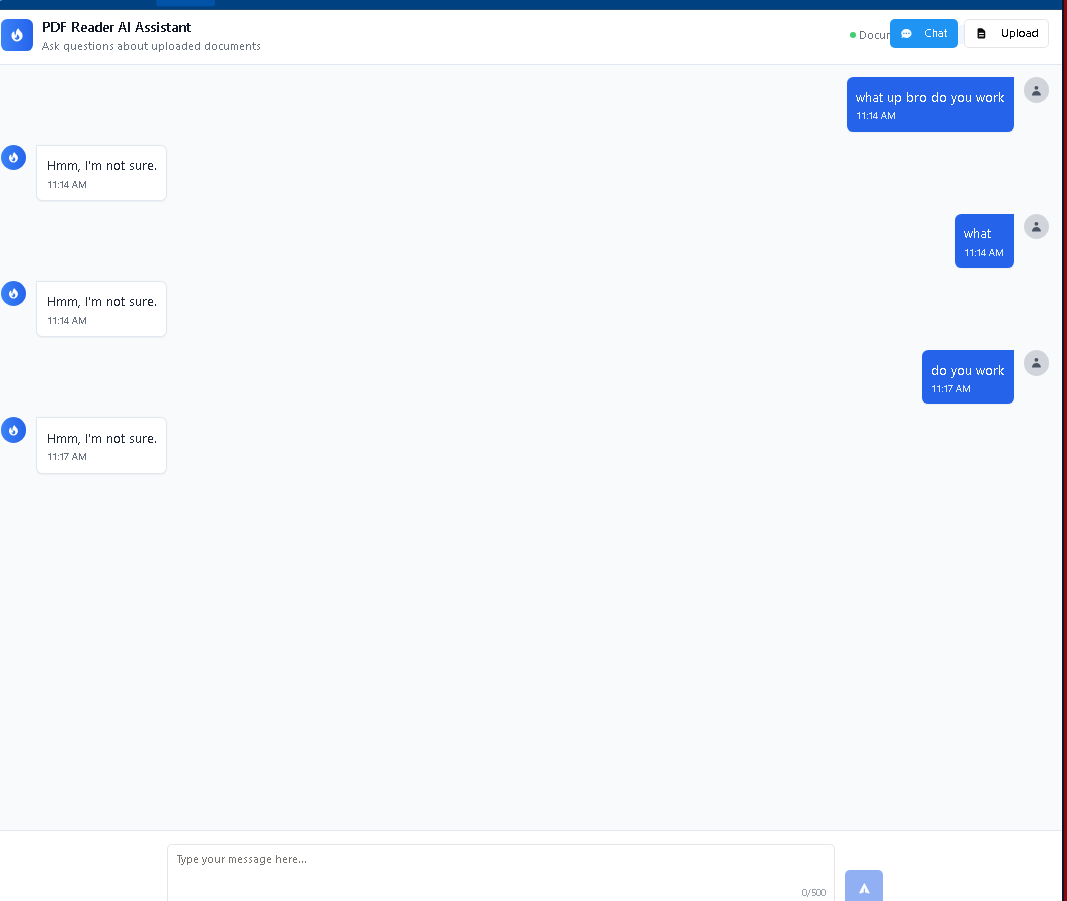 PDF Reader AI Assistant
Ask questions about uploaded documents
Chat
Upload
what up bro do you work
11:14 AM
Hmm, I'm not sure.
11:14 AM
what
11:14 AM
Hmm, I'm not sure.
11:14 AM
do you work
11:17 AM
Hmm, I'm not sure.
11:17 AM
Type your message here...
0/500